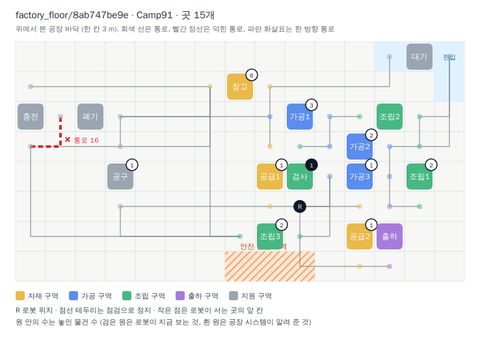 factory_floor/8ab747be9e · Camp91 · 곳 15개
위에서 본 공장 바닥 (한 칸 3 m). 회색 선은 통로, 빨간 점선은 막힌 통로, 파란 화살표는 한 방향 통로
대기
진입
창고 6
충전
폐기
가공1 3
조립2
× 통로 16
가공2 2
공구 1
공급1 1
검사 1
가공3 1
조립1 2
R
조립3 2
공급2 1
출하
안전
역
자재 구역
가공 구역
조립 구역
출하 구역
지원 구역
R 로봇 위치 · 점선 테두리는 점검으로 정지 · 작은 점은 로봇이 서는 곳의 앞 칸
원 안의 수는 놓인 물건 수 (검은 원은 로봇이 지금 보는 것, 흰 원은 공장 시스템이 알려 준 것)